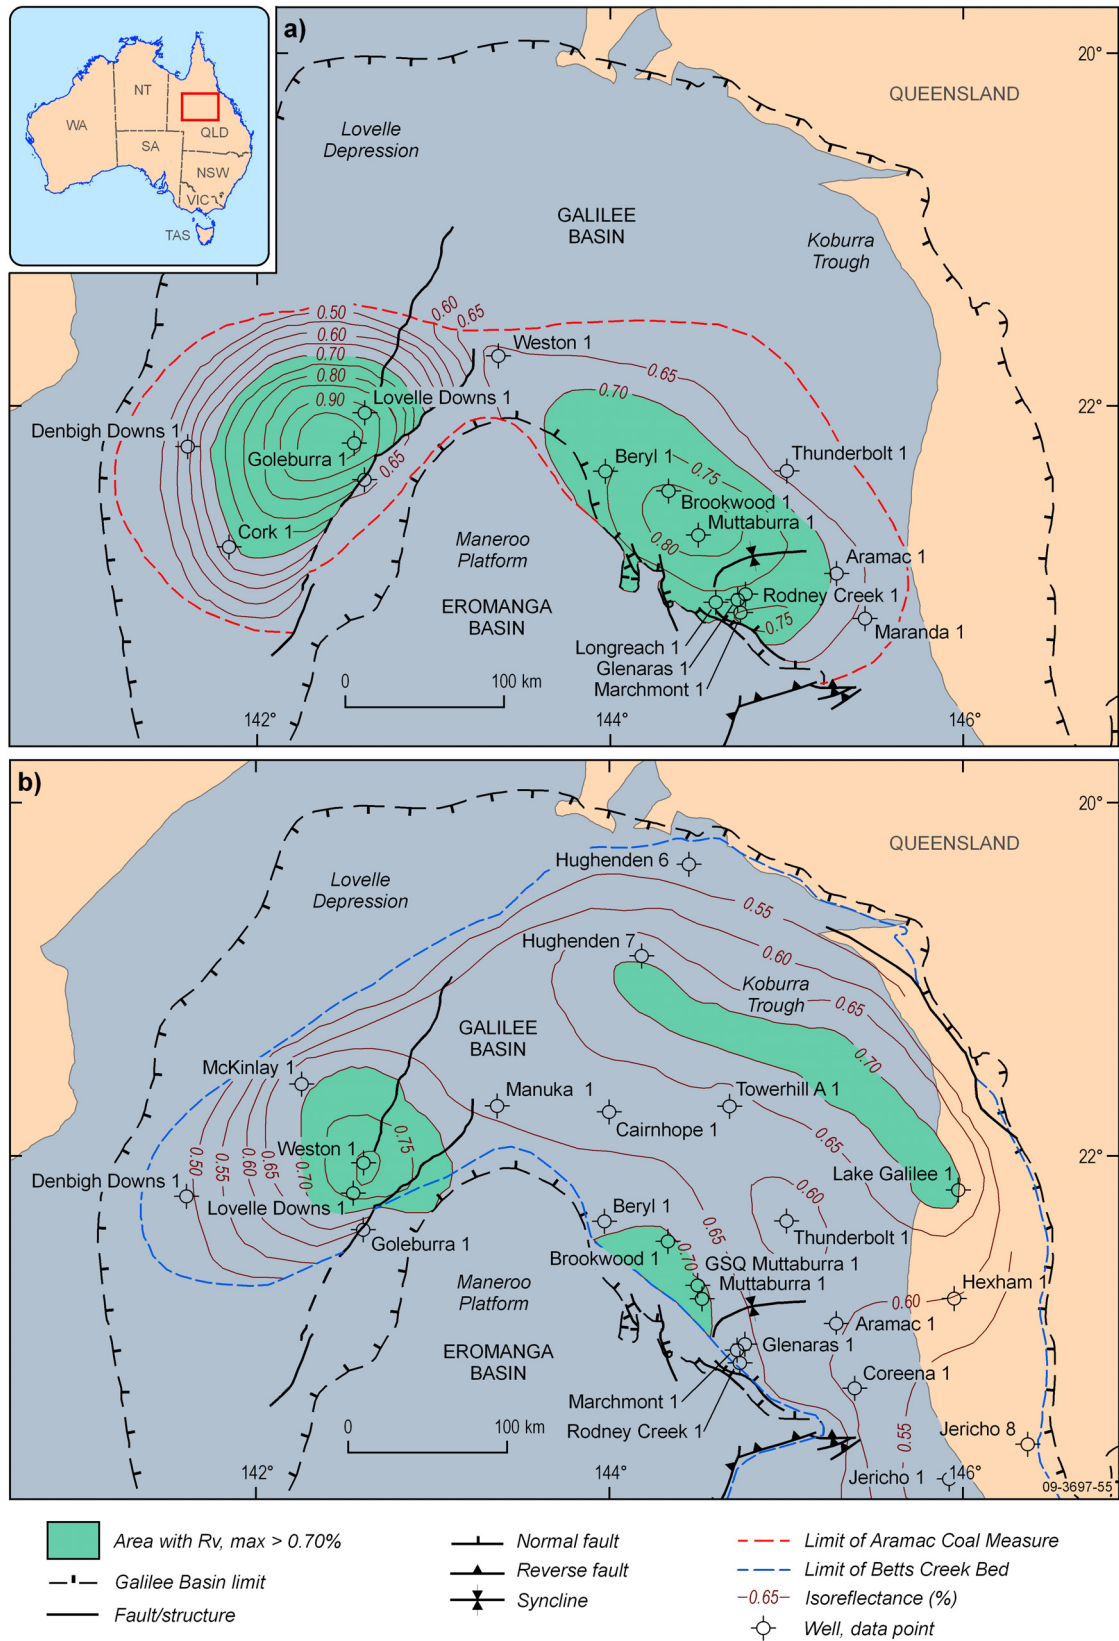 a)
20°
QUEENSLAND
NT
WA
QLD
SA
NSW
VIC
TAS
Lovelle
Depression
GALILEE
BASIN
Koburra
Trough
0.50
0.60
0.70
0.80
0.90
0.60
0.65
Weston 1
0.65
0.70
Lovelle Downs 1
22°
Denbigh Downs 1
Goleburra 1
0.65
Beryl 1
0.75
Thunderbolt 1
Brookwood 1
Muttaburra 1
Cork 1
0.80
Maneroo
Platform
Aramac 1
EROMANGA
BASIN
Rodney Creek 1
0.75
Maranda 1
Longreach 1
Glenaras 1
Marchmont 1
0
100 km
142°
144°
146°
b)
20°
QUEENSLAND
Hughenden 6
Lovelle
Depression
0.55
Hughenden 7
0.60
Koburra
Trough
0.65
GALILEE
BASIN
0.70
McKinlay 1
Manuka 1
Towerhill A 1
Cairnhope 1
0.65
Weston 1
0.75
22°
0.50
0.55
0.60
0.65
0.70
Denbigh Downs 1
Lovelle Downs 1
Lake Galilee 1
0.60
Beryl 1
0.65
Goleburra 1
Thunderbolt 1
Brookwood 1
0.70
GSQ Muttaburra 1
Muttaburra 1
Hexham 1
Maneroo
Platform
0.60
Aramac 1
EROMANGA
BASIN
Glenaras 1
Coreena 1
Marchmont 1
Rodney Creek 1
0.55
Jericho 8
0
100 km
142°
144°
Jericho 1
146°
09-3697-55
Area with Rv, max > 0.70%
Galilee Basin limit
Fault/structure
Normal fault
Reverse fault
Syncline
Limit of Aramac Coal Measure
Limit of Betts Creek Bed
0.65 Isoreflectance (%)
Well, data point